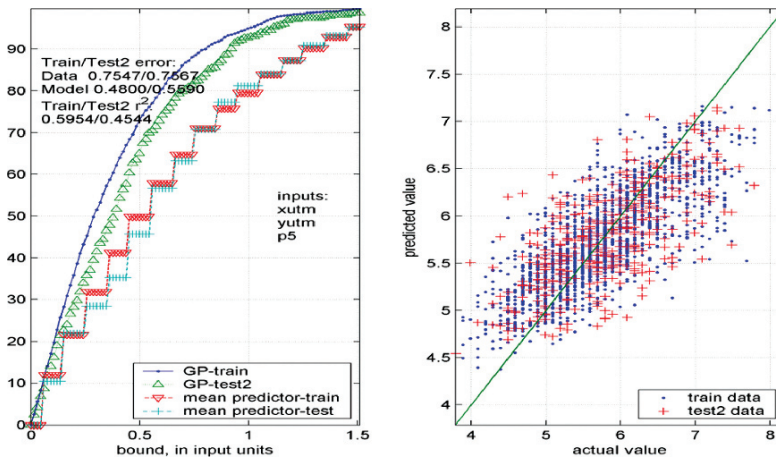 90
80
70
60
50
40
30
20
10
0
Train/Test2 error:
Data 0.7547/0.7567
Model 0.4800/0.5590
Train/Test2 r²
0.5954/0.4544
inputs:
xutm
yutm
p5
GP-train
GP-test2
mean predictor-train
mean predictor-test
0 0.5 1 1.5
bound, in input units
8
7.5
7
6.5
6
5.5
5
4.5
4
predicted value
train data
test2 data
4 5 6 7 8
actual value